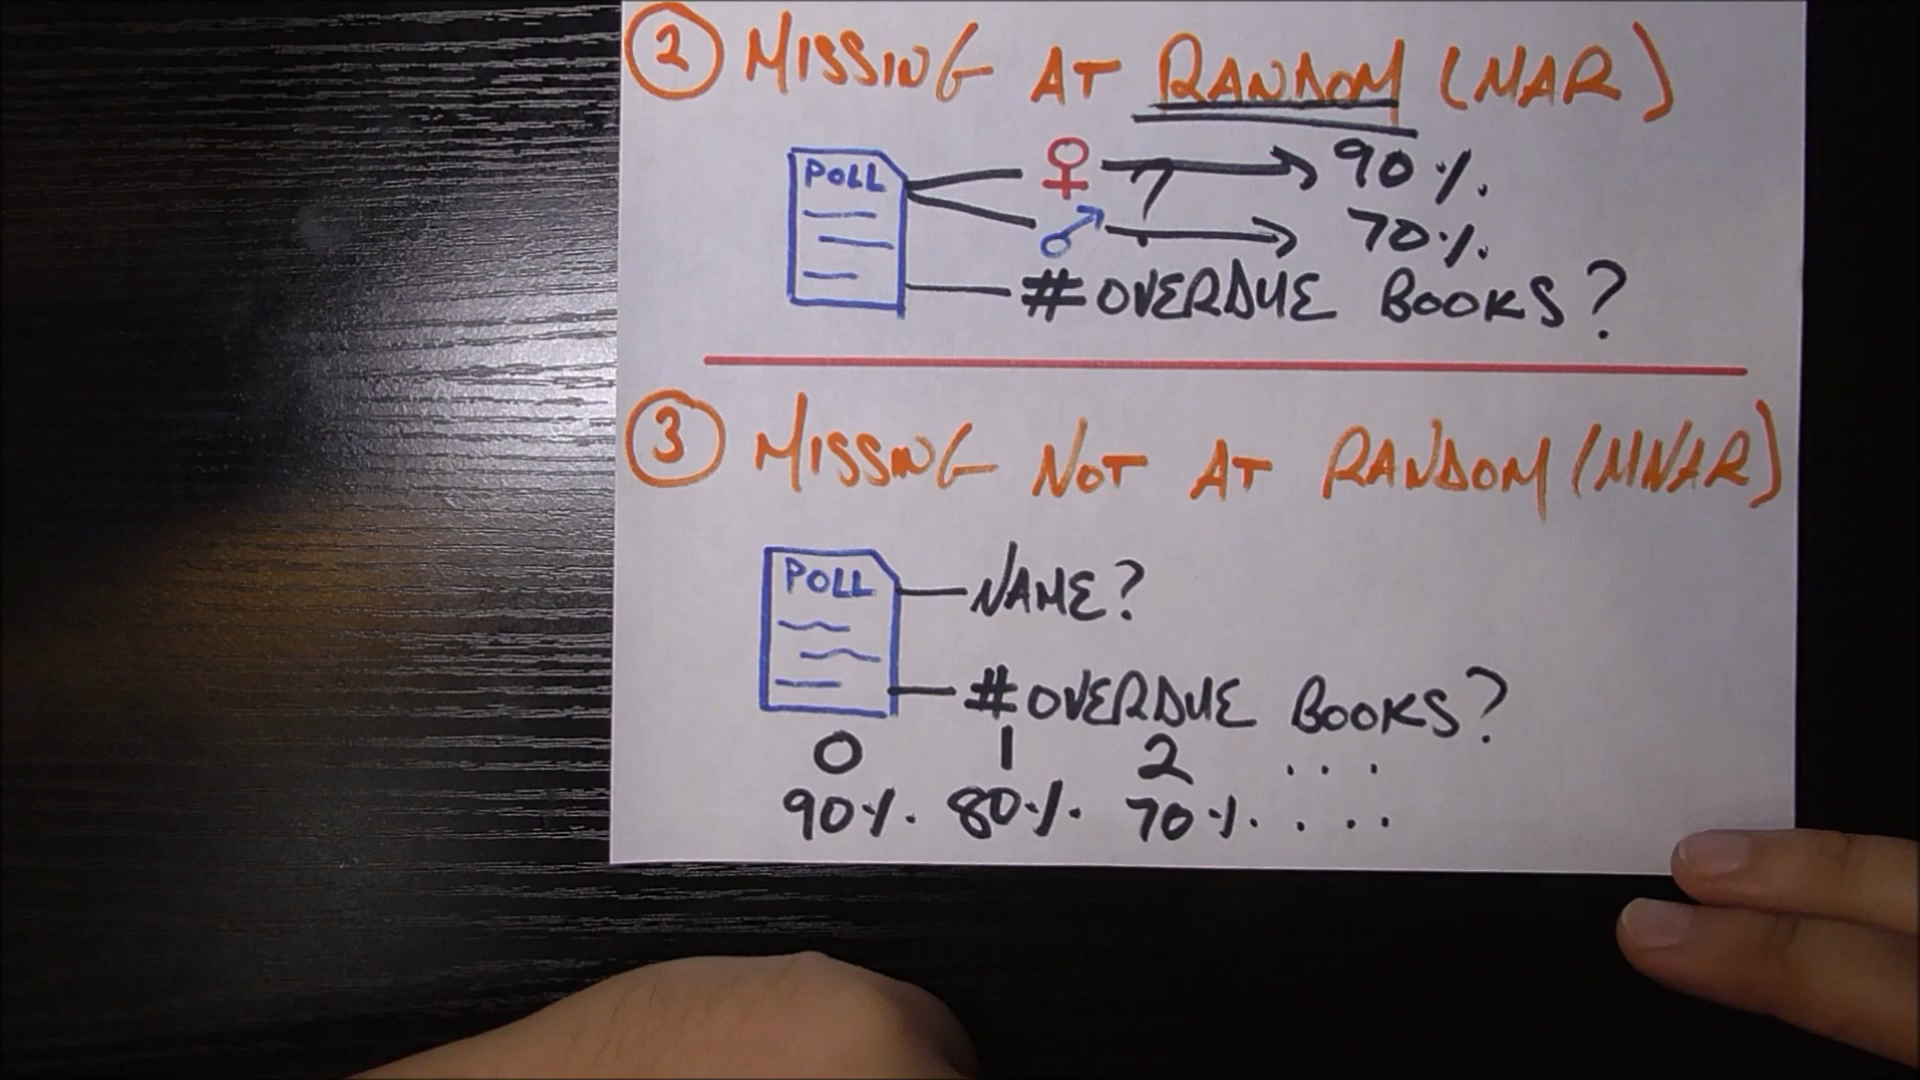 2 MISSING AT RANDOM (MAR)
POLL
♀ → 90%
♂ → 70%
# OVERDUE BOOKS?
3 MISSING NOT AT RANDOM (MNAR)
POLL
NAME?
# OVERDUE BOOKS?
0 1 2 ...
90% 80% 70% ...